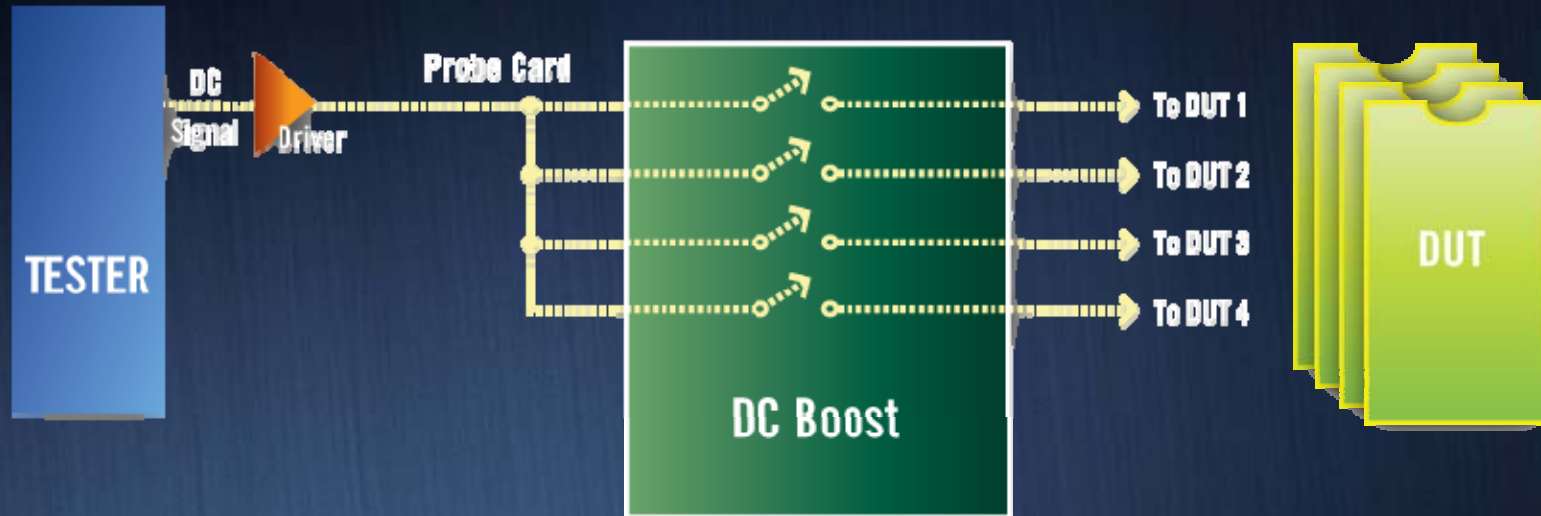 TESTER
DC
Signal
Driver
Probe Card
To DUT 1
To DUT 2
To DUT 3
To DUT 4
DC Boost
DUT